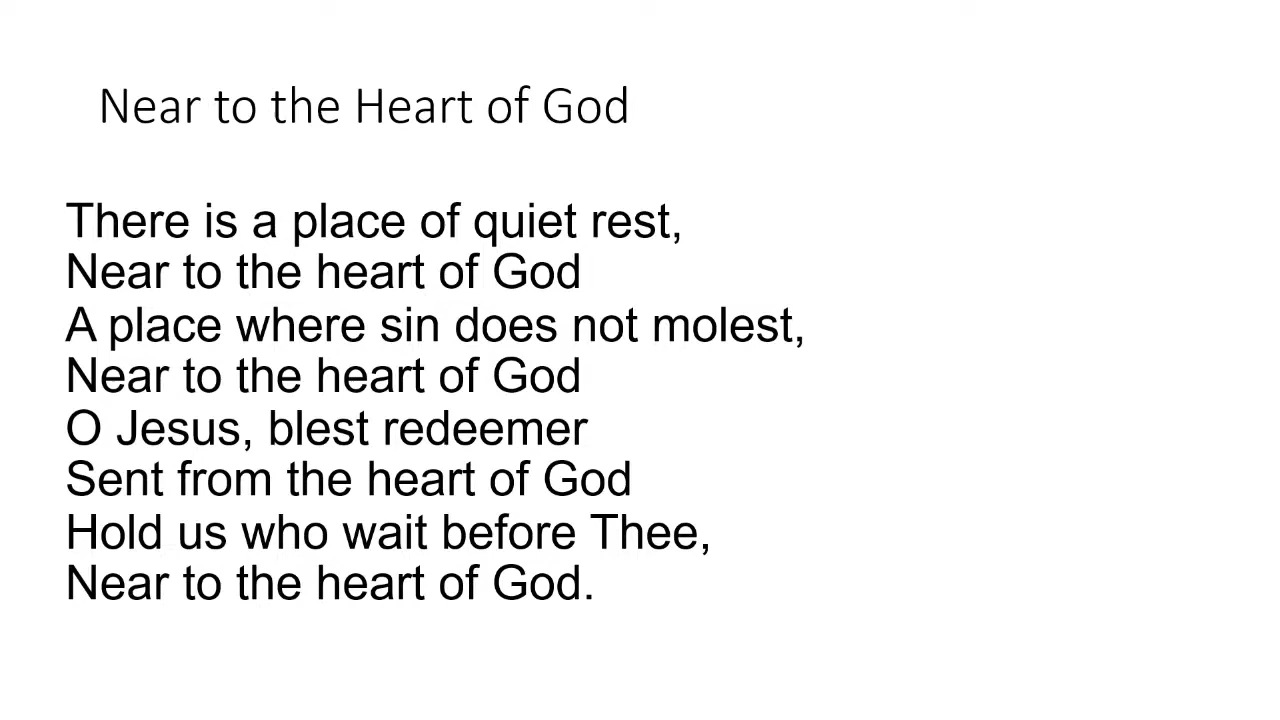 Near to the Heart of God
There is a place of quiet rest,
Near to the heart of God
A place where sin does not molest,
Near to the heart of God
O Jesus, blest redeemer
Sent from the heart of God
Hold us who wait before Thee,
Near to the heart of God.